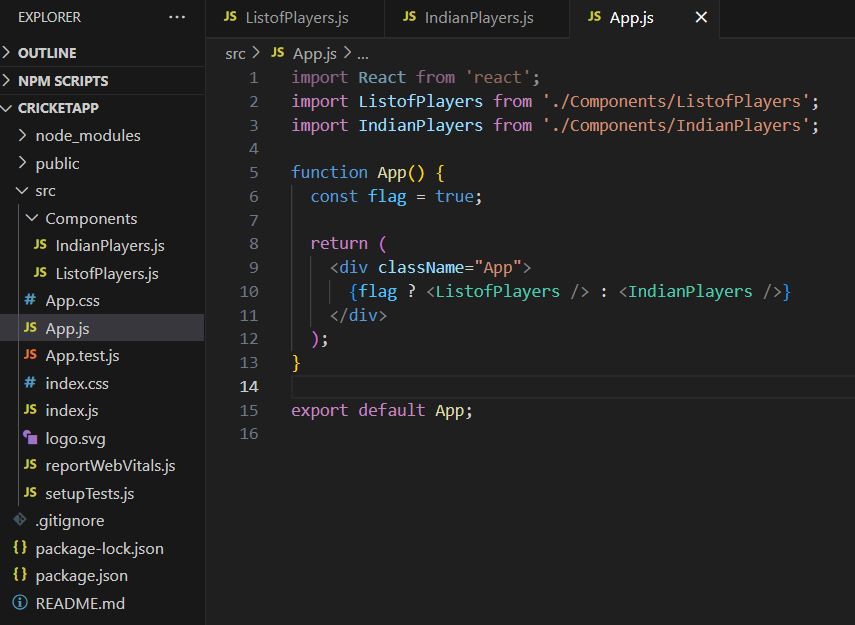 EXPLORER ...
OUTLINE
NPM SCRIPTS
CRICKETAPP
node_modules
public
src
Components
JS IndianPlayers.js
JS ListofPlayers.js
# App.css
JS App.js
JS App.test.js
# index.css
JS index.js
logo.svg
JS reportWebVitals.js
JS setupTests.js
.gitignore
{} package-lock.json
{} package.json
README.md
JS ListofPlayers.js JS IndianPlayers.js JS App.js ×
src > JS App.js > ...
1 import React from 'react';
2 import ListofPlayers from './Components/ListofPlayers';
3 import IndianPlayers from './Components/IndianPlayers';
4
5 function App() {
6 const flag = true;
7
8 return (
9 <div className="App">
10 {flag ? <ListofPlayers /> : <IndianPlayers />}
11 </div>
12 );
13 }
14
15 export default App;
16